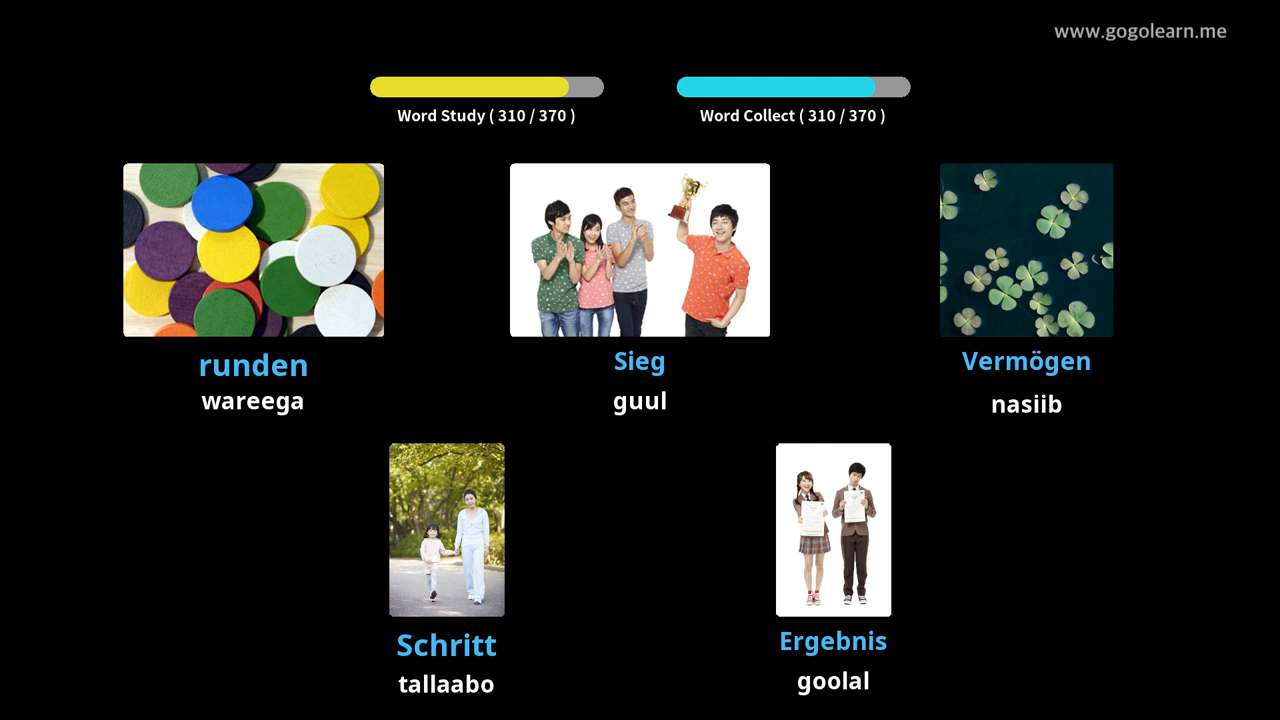 www.gogolearn.me
Word Study ( 310 / 370 )
Word Collect ( 310 / 370 )
runden
wareega
Sieg
guul
Vermögen
nasiib
Schritt
tallaabo
Ergebnis
goolal